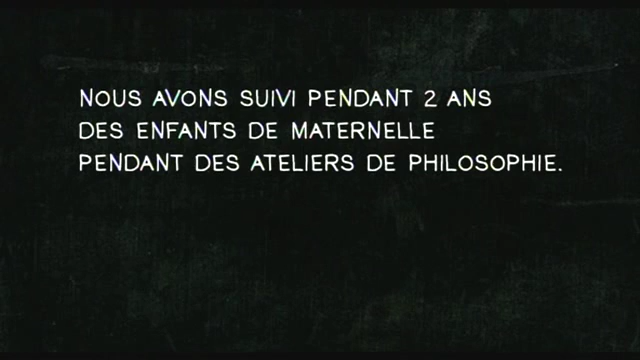 NOUS AVONS SUIVI PENDANT 2 ANS
DES ENFANTS DE MATERNELLE
PENDANT DES ATELIERS DE PHILOSOPHIE.